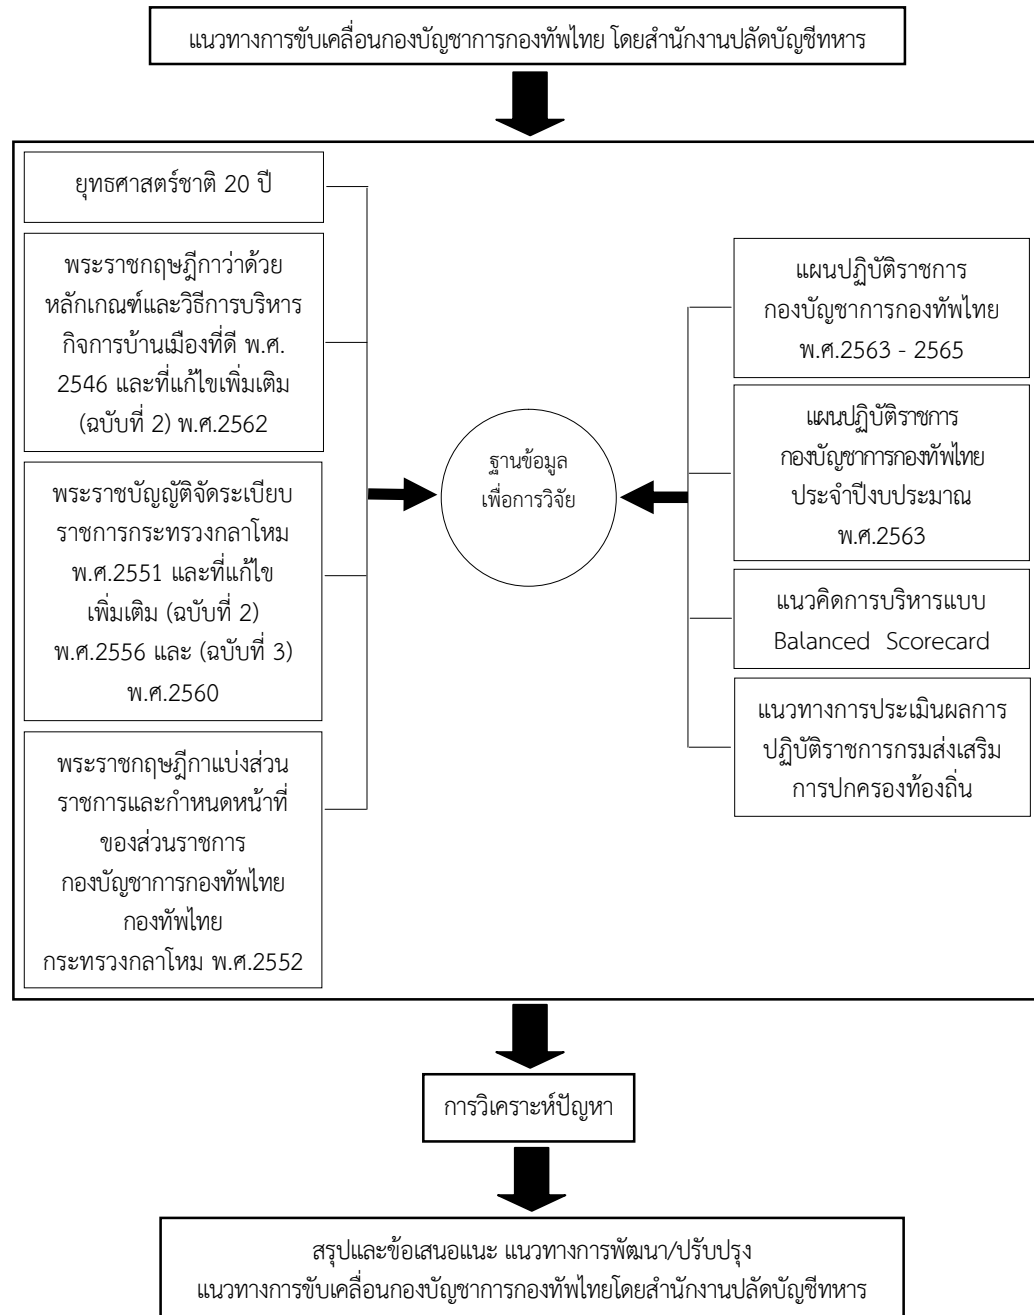 แนวทางการขับเคลื่อนกองบัญชาการกองทัพไทย โดยสำนักงานปลัดบัญชีทหาร
ยุทธศาสตร์ชาติ 20 ปี
พระราชกฤษฎีกาว่าด้วย
หลักเกณฑ์และวิธีการบริหาร
กิจการบ้านเมืองที่ดี พ.ศ.
2546 และที่แก้ไขเพิ่มเติม
(ฉบับที่ 2) พ.ศ.2562
พระราชบัญญัติจัดระเบียบ
ราชการกระทรวงกลาโหม
พ.ศ.2551 และที่แก้ไข
เพิ่มเติม (ฉบับที่ 2)
พ.ศ.2556 และ (ฉบับที่ 3)
พ.ศ.2560
พระราชกฤษฎีกาแบ่งส่วน
ราชการและกำหนดหน้าที่
ของส่วนราชการ
กองบัญชาการกองทัพไทย
กองทัพไทย
กระทรวงกลาโหม พ.ศ.2552
ฐานข้อมูล
เพื่อการวิจัย
แผนปฏิบัติราชการ
กองบัญชาการกองทัพไทย
พ.ศ.2563 - 2565
แผนปฏิบัติราชการ
กองบัญชาการกองทัพไทย
ประจำปีงบประมาณ
พ.ศ.2563
แนวคิดการบริหารแบบ
Balanced Scorecard
แนวทางการประเมินผลการ
ปฏิบัติราชการกรมส่งเสริม
การปกครองท้องถิ่น
การวิเคราะห์ปัญหา
สรุปและข้อเสนอแนะ แนวทางการพัฒนา/ปรับปรุง
แนวทางการขับเคลื่อนกองบัญชาการกองทัพไทยโดยสำนักงานปลัดบัญชีทหาร